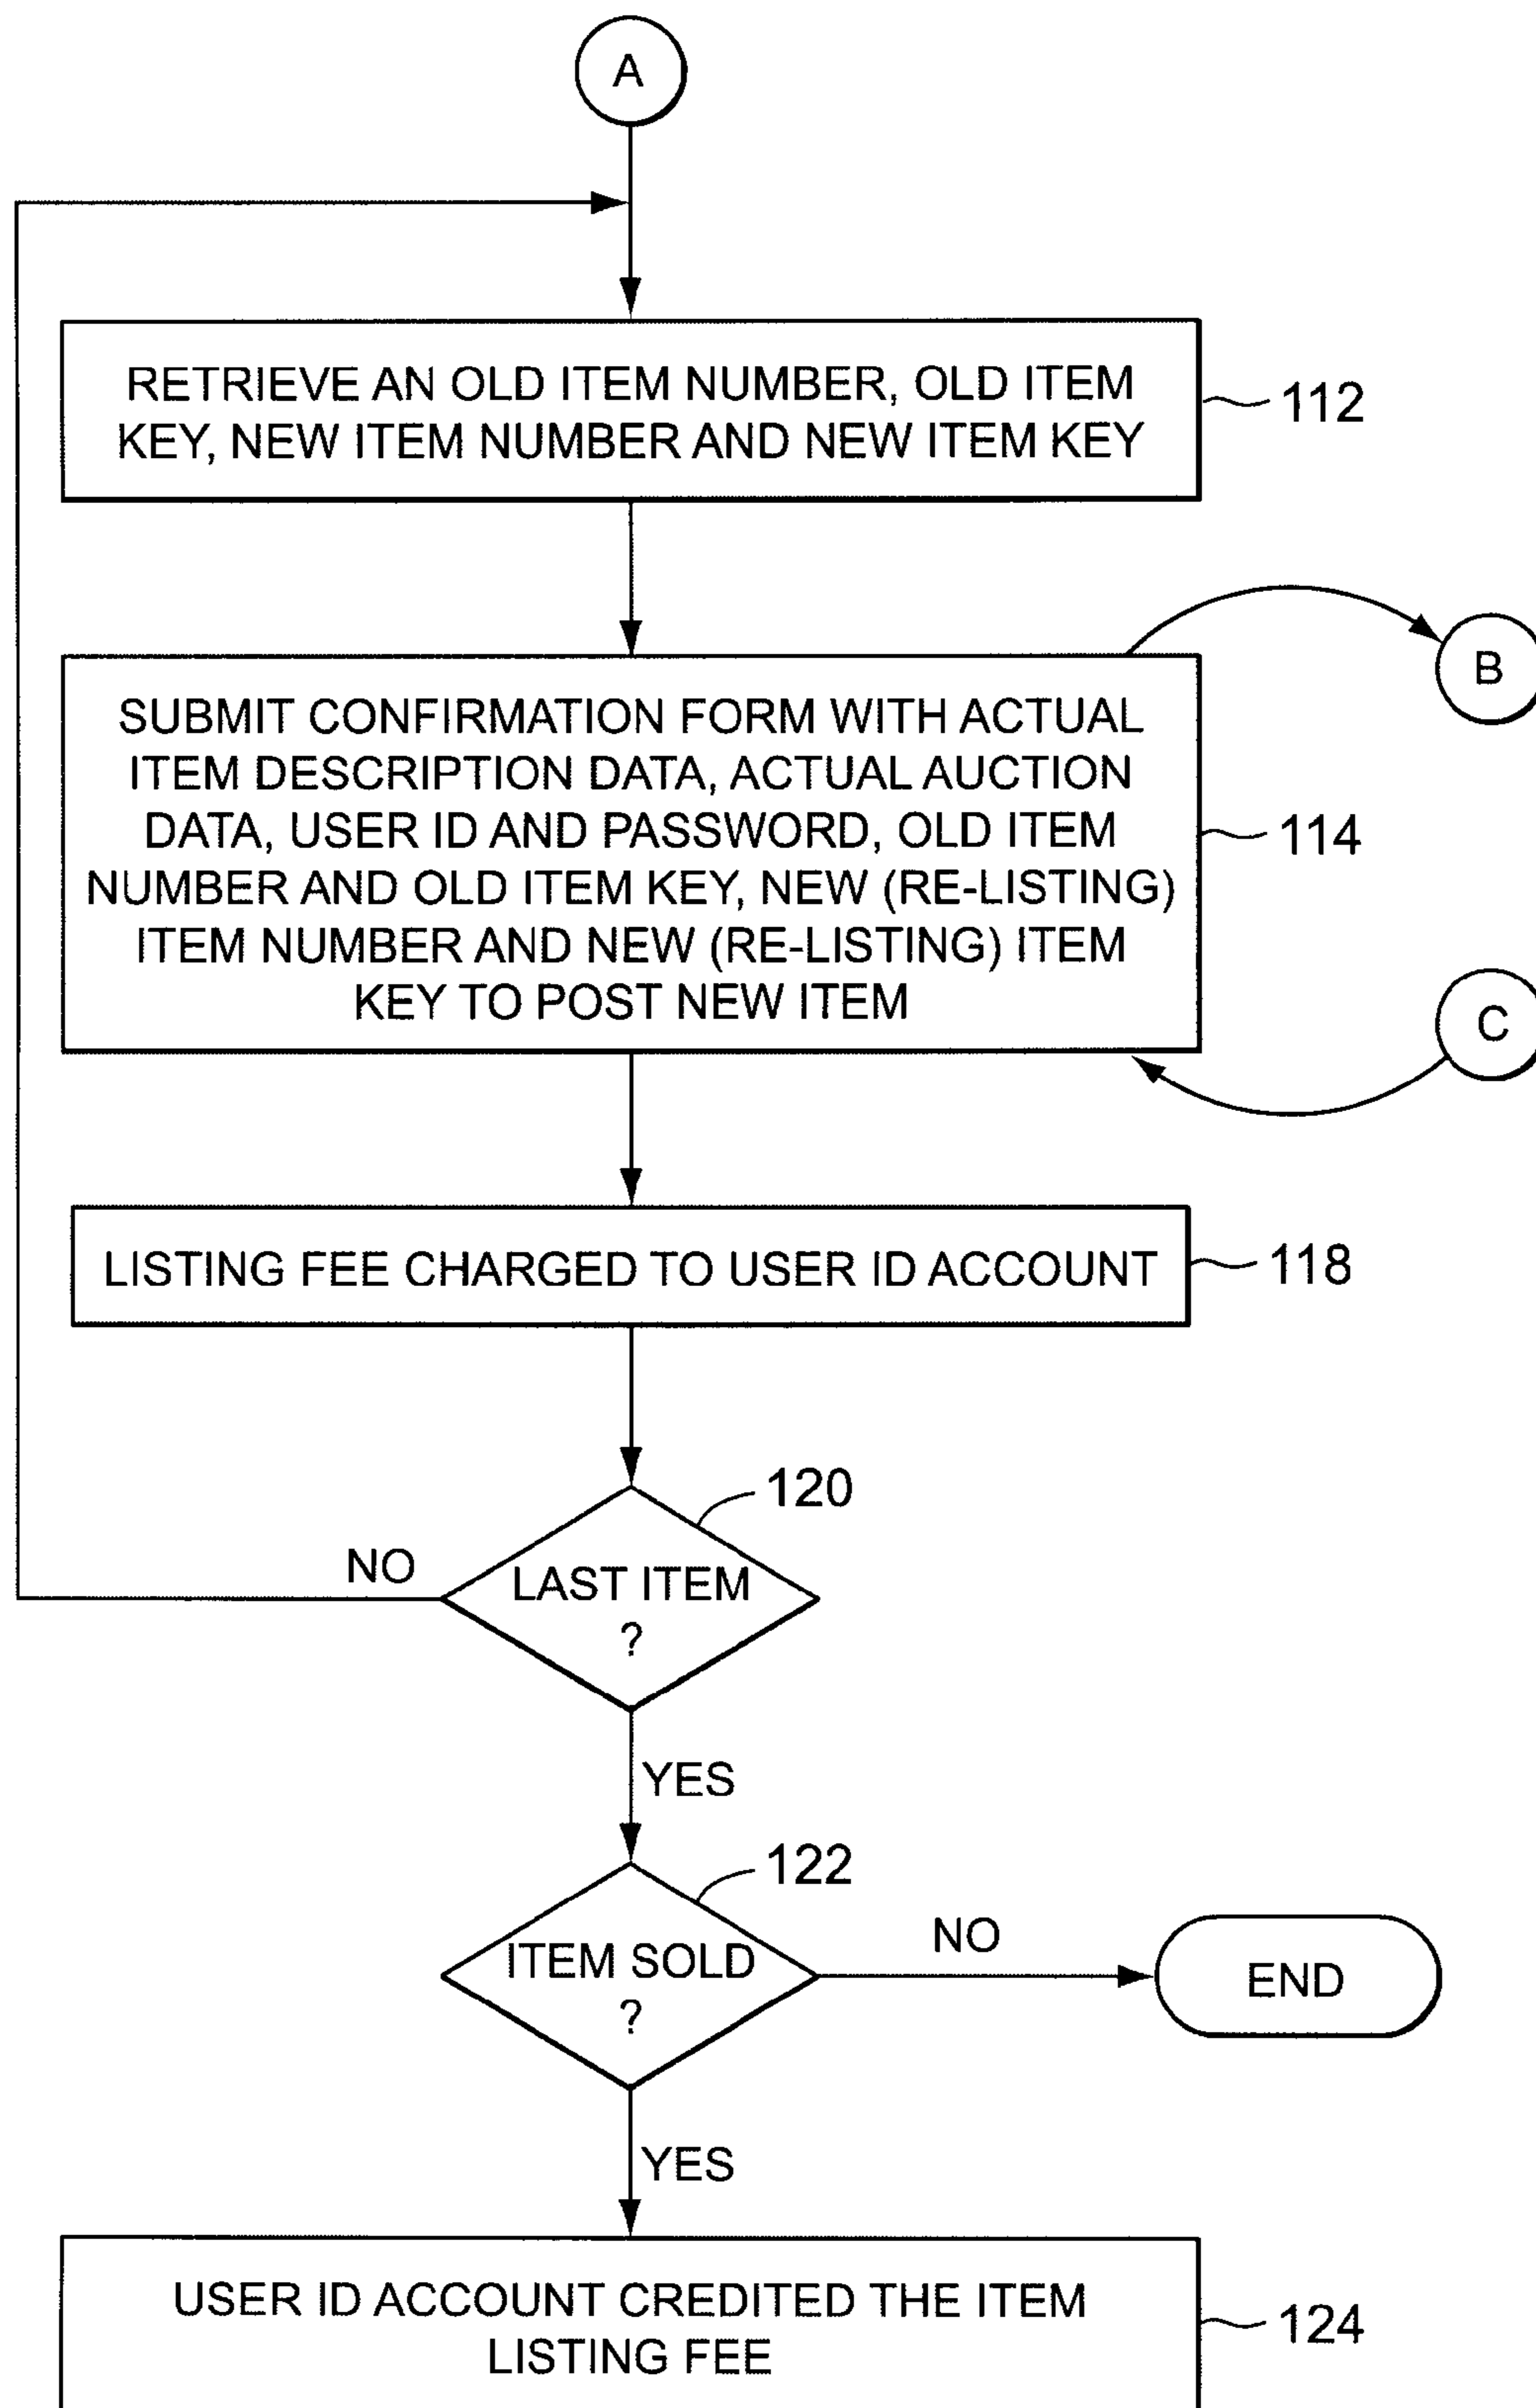 A
RETRIEVE AN OLD ITEM NUMBER, OLD ITEM
KEY, NEW ITEM NUMBER AND NEW ITEM KEY
112
B
SUBMIT CONFIRMATION FORM WITH ACTUAL
ITEM DESCRIPTION DATA, ACTUAL AUCTION
DATA, USER ID AND PASSWORD, OLD ITEM
NUMBER AND OLD ITEM KEY, NEW (RE-LISTING)
ITEM NUMBER AND NEW (RE-LISTING) ITEM
KEY TO POST NEW ITEM
114
C
LISTING FEE CHARGED TO USER ID ACCOUNT
118
120
NO
LAST ITEM
?
YES
122
ITEM SOLD
?
NO
END
YES
USER ID ACCOUNT CREDITED THE ITEM
LISTING FEE
124